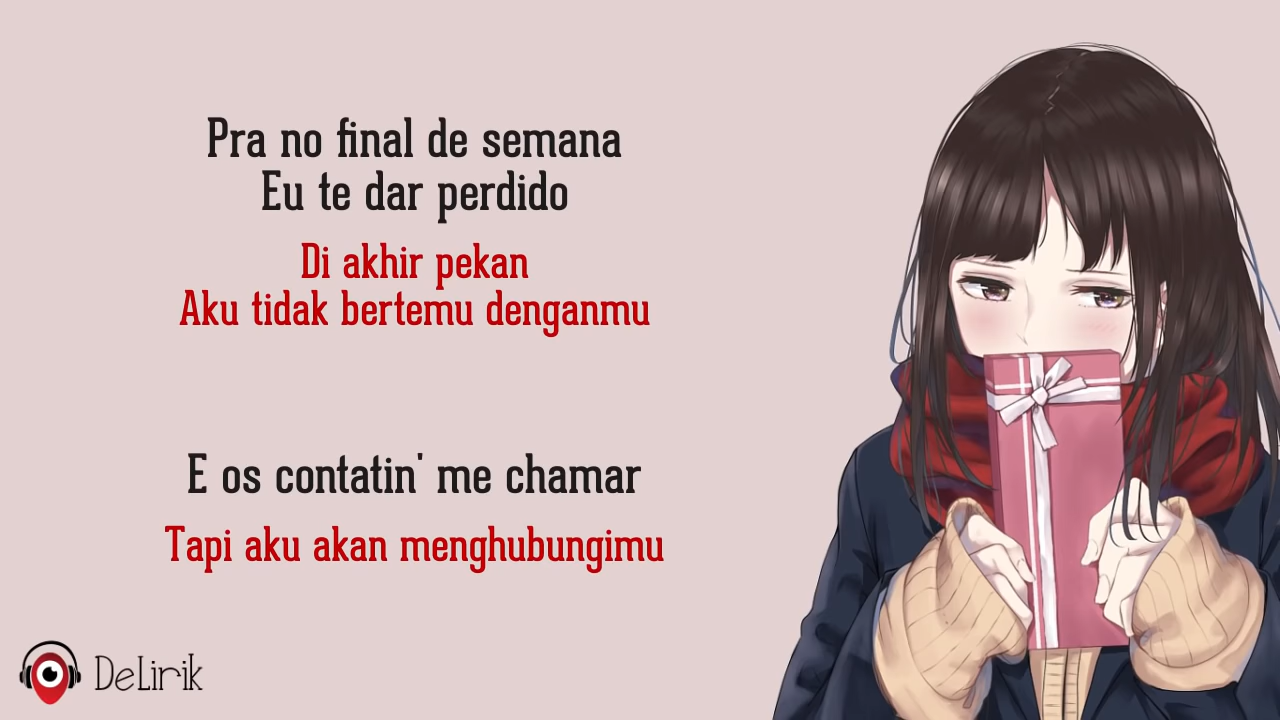 Pra no final de semana
Eu te dar perdido
Di akhir pekan
Aku tidak bertemu denganmu
E os contatin' me chamar
Tapi aku akan menghubungimu
DeLirik